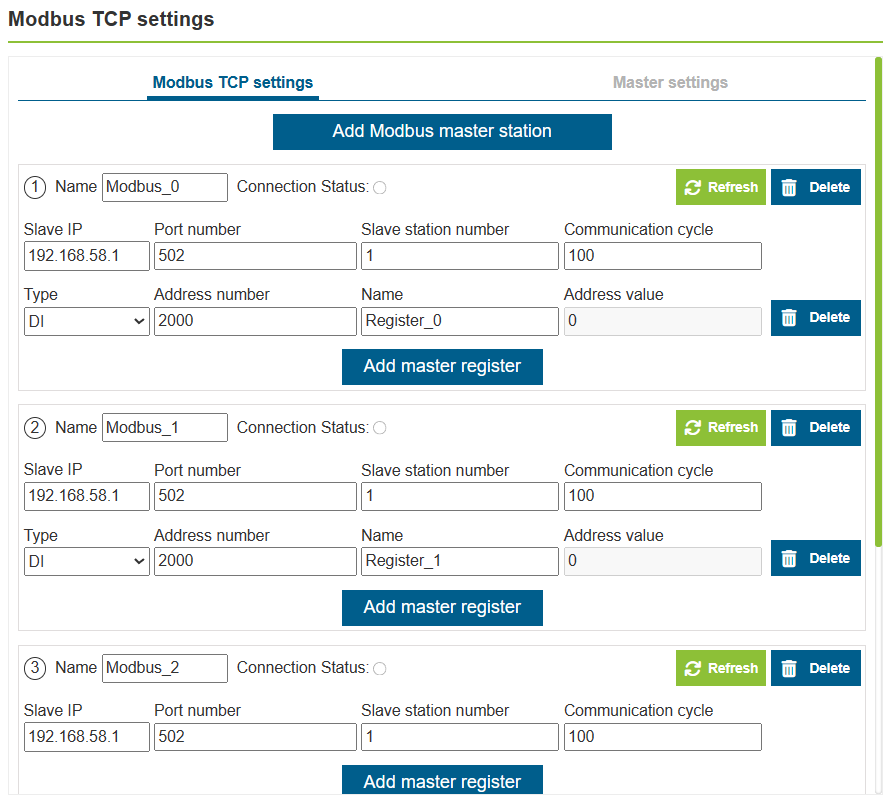 Modbus TCP settings
Modbus TCP settings Master settings
Add Modbus master station
1 Name Modbus_0 Connection Status: Refresh Delete
Slave IP Port number Slave station number Communication cycle
192.168.58.1 502 1 100
Type Address number Name Address value
DI 2000 Register_0 0 Delete
Add master register
2 Name Modbus_1 Connection Status: Refresh Delete
Slave IP Port number Slave station number Communication cycle
192.168.58.1 502 1 100
Type Address number Name Address value
DI 2000 Register_1 0 Delete
Add master register
3 Name Modbus_2 Connection Status: Refresh Delete
Slave IP Port number Slave station number Communication cycle
192.168.58.1 502 1 100
Add master register